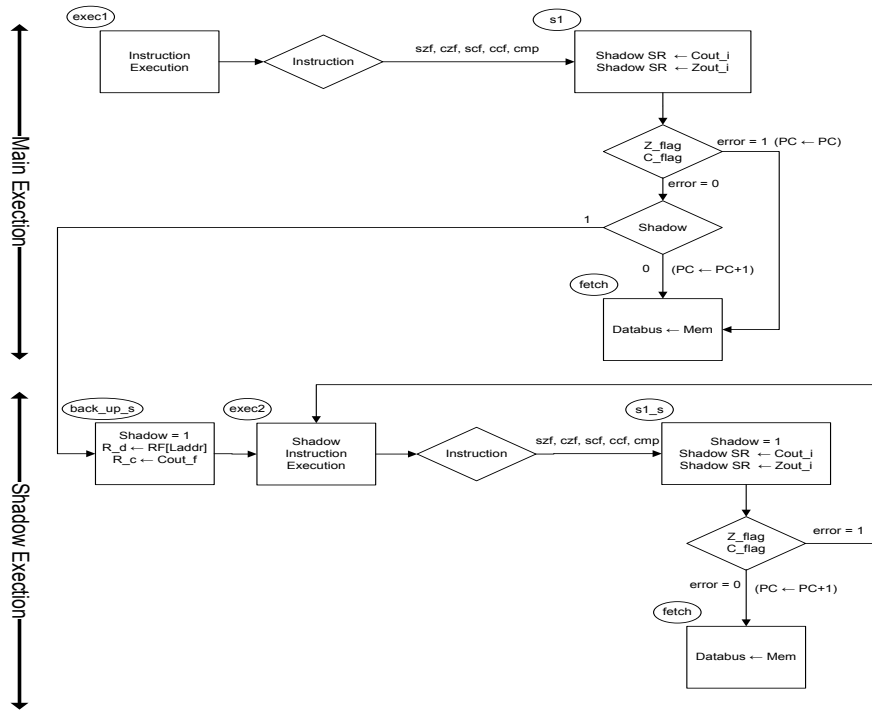 exec1
s1
Instruction
Execution
Instruction
szf, czf, scf, ccf, cmp
Shadow SR ← Cout_i
Shadow SR ← Zout_i
Z_flag
C_flag
error = 1 (PC ← PC)
error = 0
Shadow
1
0 (PC ← PC+1)
fetch
Databus ← Mem
Main Exection
back_up_s
exec2
s1_s
Shadow = 1
R_d ← RF[Laddr]
R_c ← Cout_f
Shadow
Instruction
Execution
Instruction
szf, czf, scf, ccf, cmp
Shadow = 1
Shadow SR ← Cout_i
Shadow SR ← Zout_i
Z_flag
C_flag
error = 1
error = 0 (PC ← PC+1)
fetch
Databus ← Mem
Shadow Exection